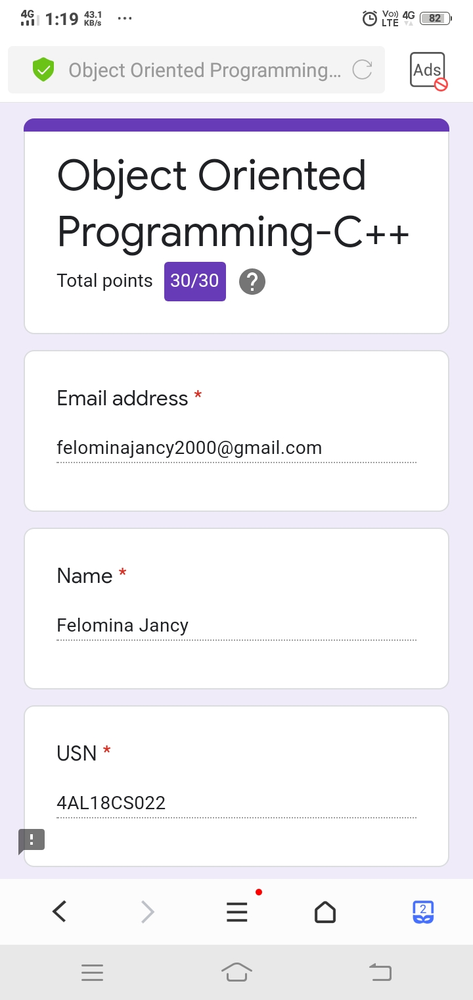 4G 1:19 43.1 KB/s ... Vo)) LTE 4G 82
Object Oriented Programming... Ads
Object Oriented
Programming-C++
Total points 30/30 ?
Email address *
felominajancy2000@gmail.com
Name *
Felomina Jancy
USN *
4AL18CS022
!
2